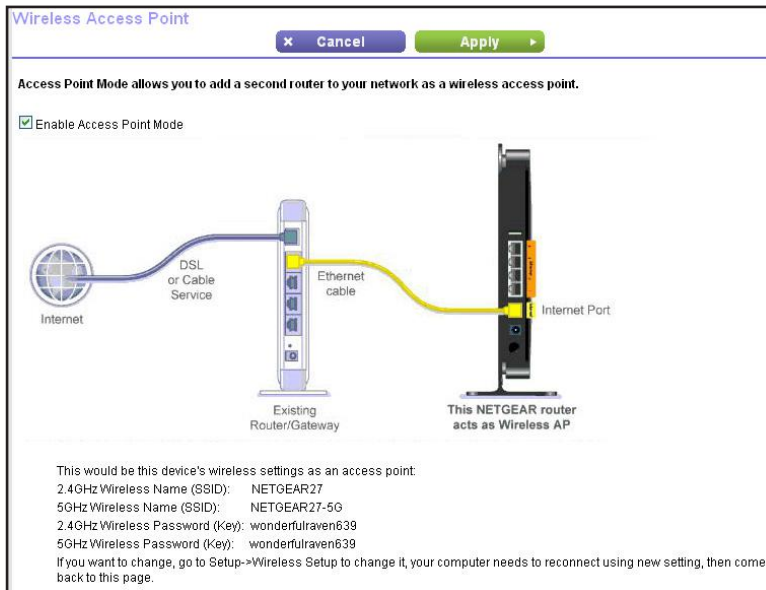 Wireless Access Point
× Cancel
Apply
Access Point Mode allows you to add a second router to your network as a wireless access point.
Enable Access Point Mode
DSL
or Cable
Service
Ethernet
cable
Internet
Internet Port
Existing
Router/Gateway
This NETGEAR router
acts as Wireless AP
This would be this device's wireless settings as an access point:
2.4GHz Wireless Name (SSID): NETGEAR27
5GHz Wireless Name (SSID): NETGEAR27-5G
2.4GHz Wireless Password (Key): wonderfulraven639
5GHz Wireless Password (Key): wonderfulraven639
If you want to change, go to Setup->Wireless Setup to change it, your computer needs to reconnect using new setting, then come
back to this page.